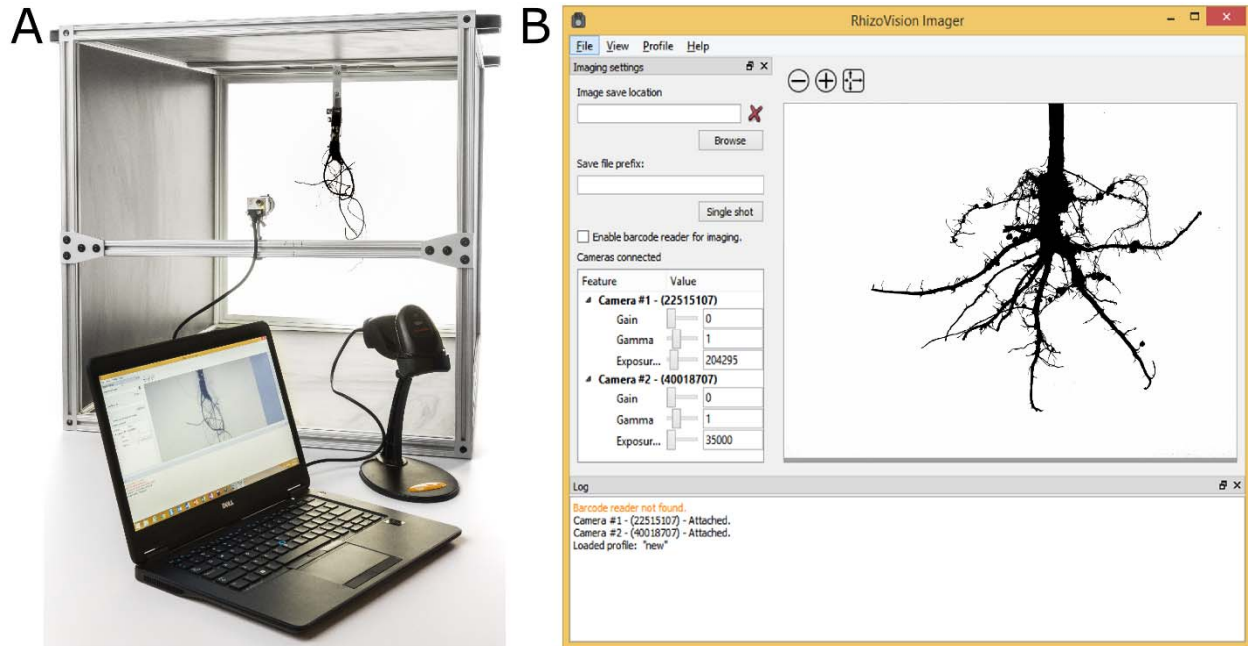 A
B
RhizoVision Imager
File View Profile Help
Imaging settings
Image save location
Browse
Save file prefix:
Single shot
Enable barcode reader for imaging.
Cameras connected
Feature Value
Camera #1 - (22515107)
Gain 0
Gamma 1
Exposur... 204295
Camera #2 - (40018707)
Gain 0
Gamma 1
Exposur... 35000
Log
Barcode reader not found.
Camera #1 - (22515107) - Attached.
Camera #2 - (40018707) - Attached.
Loaded profile: "new"
DELL